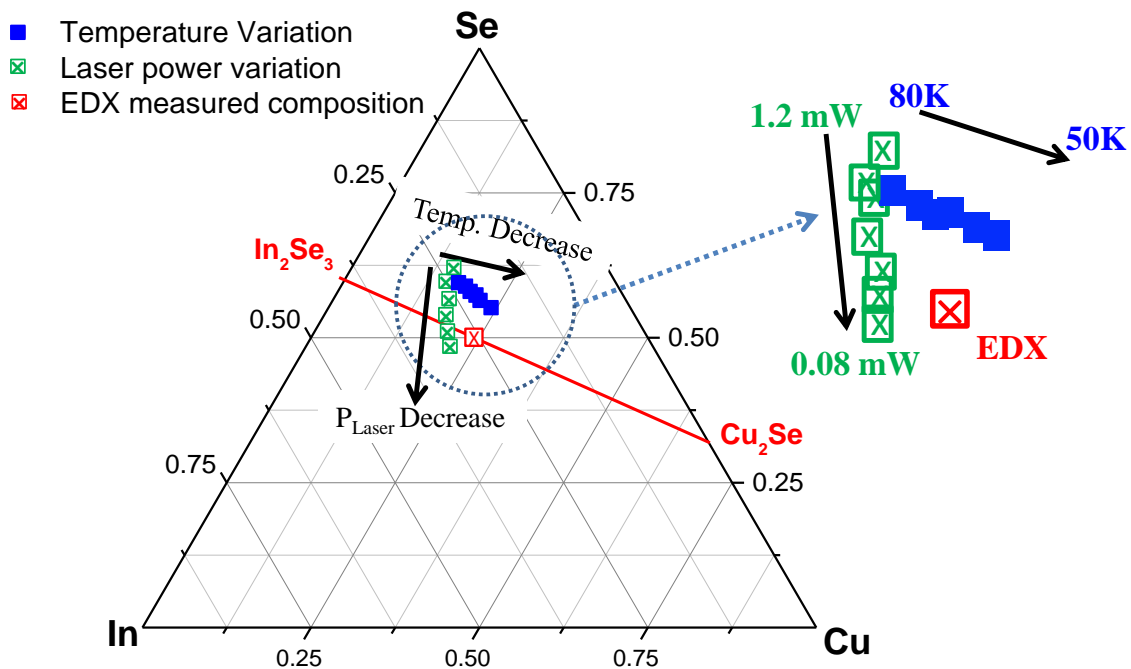 Temperature Variation
Laser power variation
EDX measured composition
Se
80K
1.2 mW
50K
0.25
0.75
Temp. Decrease
In₂Se₃
0.50
0.50
EDX
0.08 mW
P_Laser Decrease
Cu₂Se
0.75
0.25
In
Cu
0.25
0.50
0.75